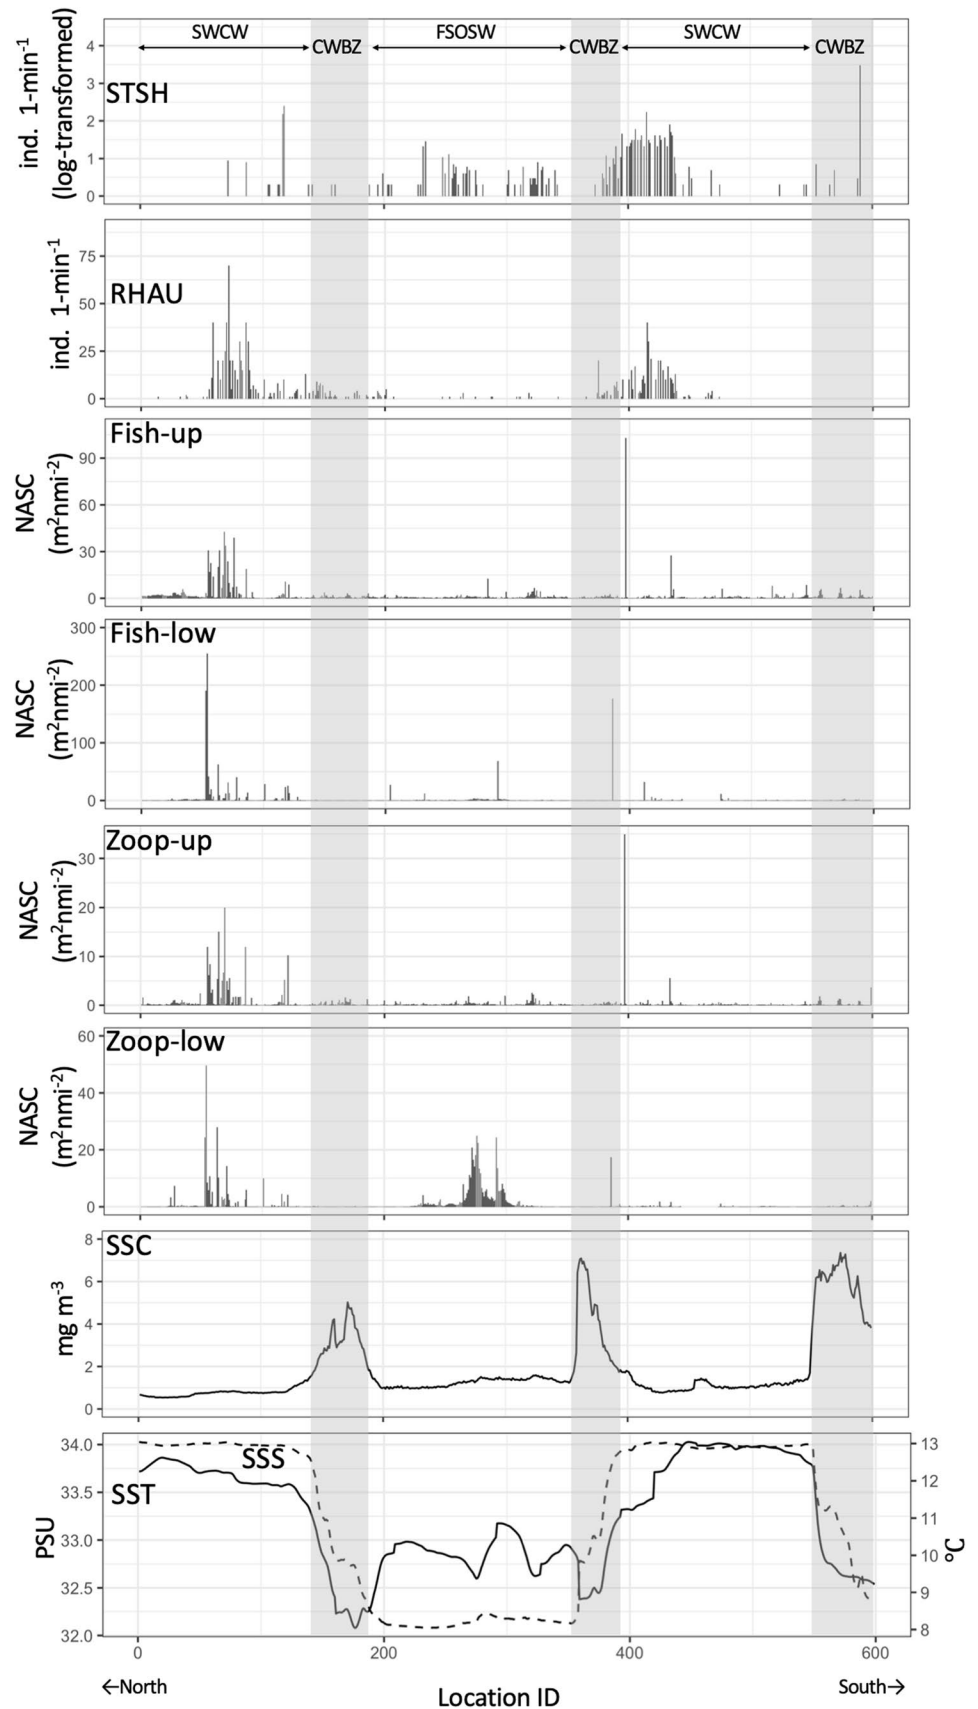 SWCW CWBZ FSOSW CWBZ SWCW CWBZ
ind. 1-min-1
(log-transformed)
STSH
4
3
2
1
0
ind. 1-min-1
RHAU
75
50
25
0
NASC
(m2nmi-2)
Fish-up
90
60
30
0
NASC
(m2nmi-2)
Fish-low
300
200
100
0
NASC
(m2nmi-2)
Zoop-up
30
20
10
0
NASC
(m2nmi-2)
Zoop-low
60
40
20
0
mg m-3
SSC
8
6
4
2
0
PSU
SSS
SST
34.0
33.5
33.0
32.5
32.0
13
12
11
10
9
8
°C
0 200 400 600
←North Location ID South→